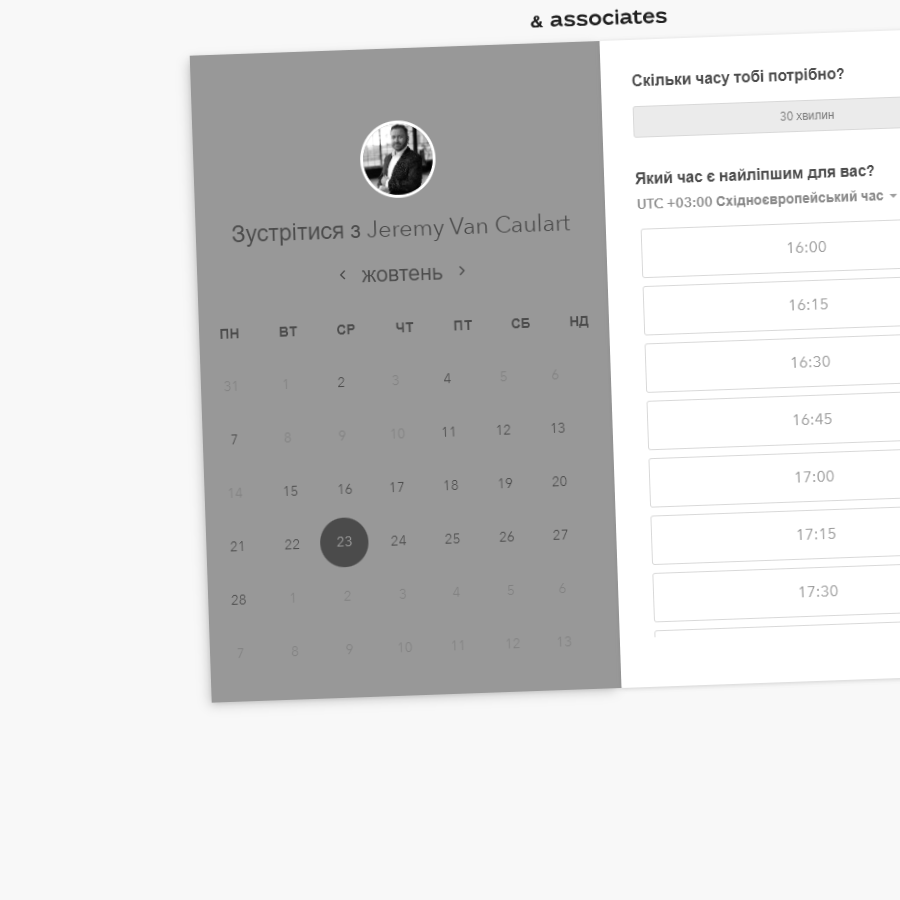 & associates
Зустрітися з Jeremy Van Caulart
жовтень
ПН ВТ СР ЧТ ПТ СБ НД
31 1 2 3 4 5 6
7 8 9 10 11 12 13
14 15 16 17 18 19 20
21 22 23 24 25 26 27
28 1 2 3 4 5 6
7 8 9 10 11 12 13
Скільки часу тобі потрібно?
30 хвилин
Який час є найліпшим для вас?
UTC +03:00 Східноєвропейський час
16:00
16:15
16:30
16:45
17:00
17:15
17:30